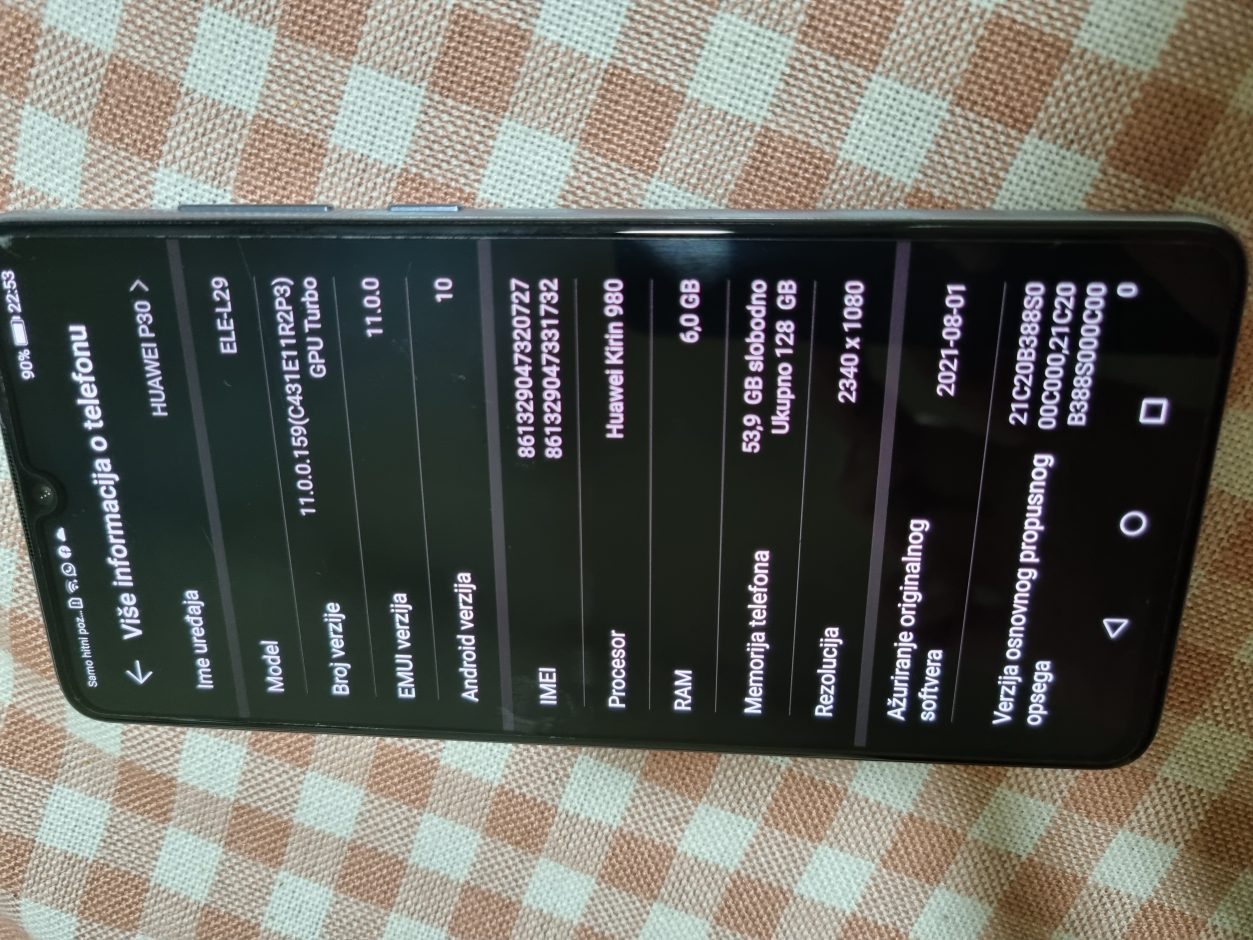 Samo hitni poz...
90% 22:53
Više informacija o telefonu
Ime uređaja HUAWEI P30
Model ELE-L29
Broj verzije 11.0.0.159(C431E11R2P3)
GPU Turbo
EMUI verzija 11.0.0
Android verzija 10
IMEI 861329047320727
861329047331732
Procesor Huawei Kirin 980
RAM 6,0 GB
Memorija telefona 53,9 GB slobodno
Ukupno 128 GB
Rezolucija 2340 x 1080
Ažuriranje originalnog
softvera 2021-08-01
Verzija osnovnog propusnog
opsega
21C20B388S0
00C000,21C20
B388S000C00
0